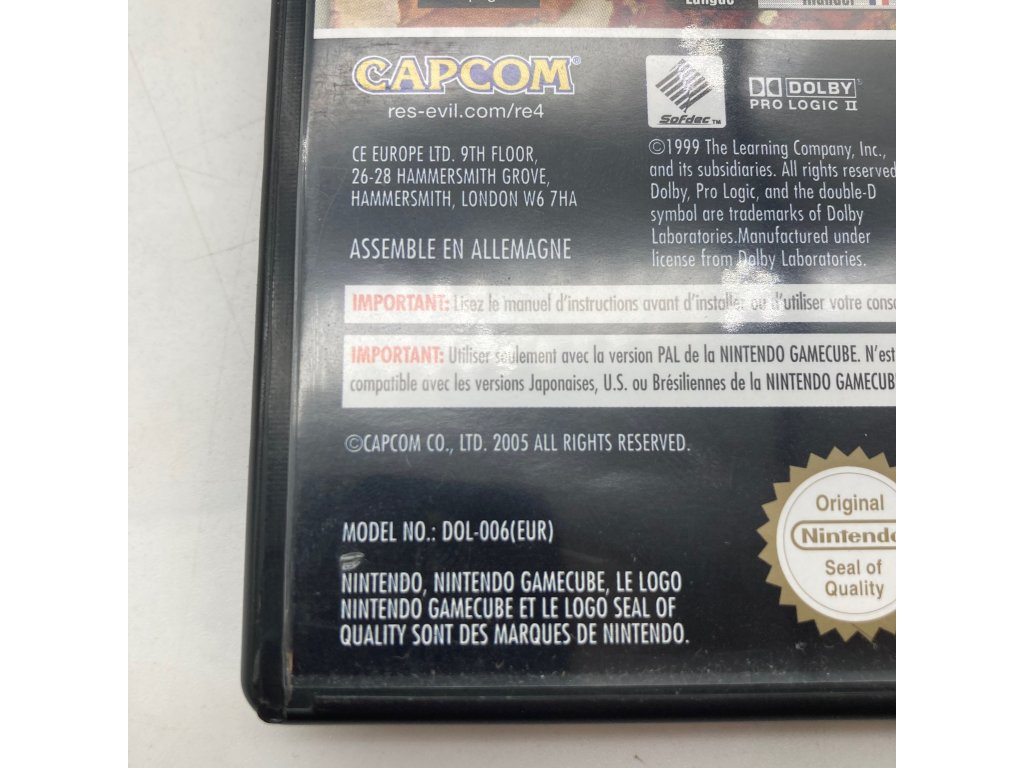 Langue
manuel
CAPCOM®
res-evil.com/re4
Sofdec™
DOLBY
PRO LOGIC II
CE EUROPE LTD. 9TH FLOOR,
26-28 HAMMERSMITH GROVE,
HAMMERSMITH, LONDON W6 7HA
ASSEMBLE EN ALLEMAGNE
©1999 The Learning Company, Inc.,
and its subsidiaries. All rights reserved
Dolby, Pro Logic, and the double-D
symbol are trademarks of Dolby
Laboratories.Manufactured under
license from Dolby Laboratories.
IMPORTANT: Lisez le manuel d'instructions avant d'installer ou d'utiliser votre conso
IMPORTANT: Utiliser seulement avec la version PAL de la NINTENDO GAMECUBE. N'est
compatible avec les versions Japonaises, U.S. ou Brésiliennes de la NINTENDO GAMECUB
©CAPCOM CO., LTD. 2005 ALL RIGHTS RESERVED.
MODEL NO.: DOL-006(EUR)
NINTENDO, NINTENDO GAMECUBE, LE LOGO
NINTENDO GAMECUBE ET LE LOGO SEAL OF
QUALITY SONT DES MARQUES DE NINTENDO.
Original
Nintendo
Seal of
Quality